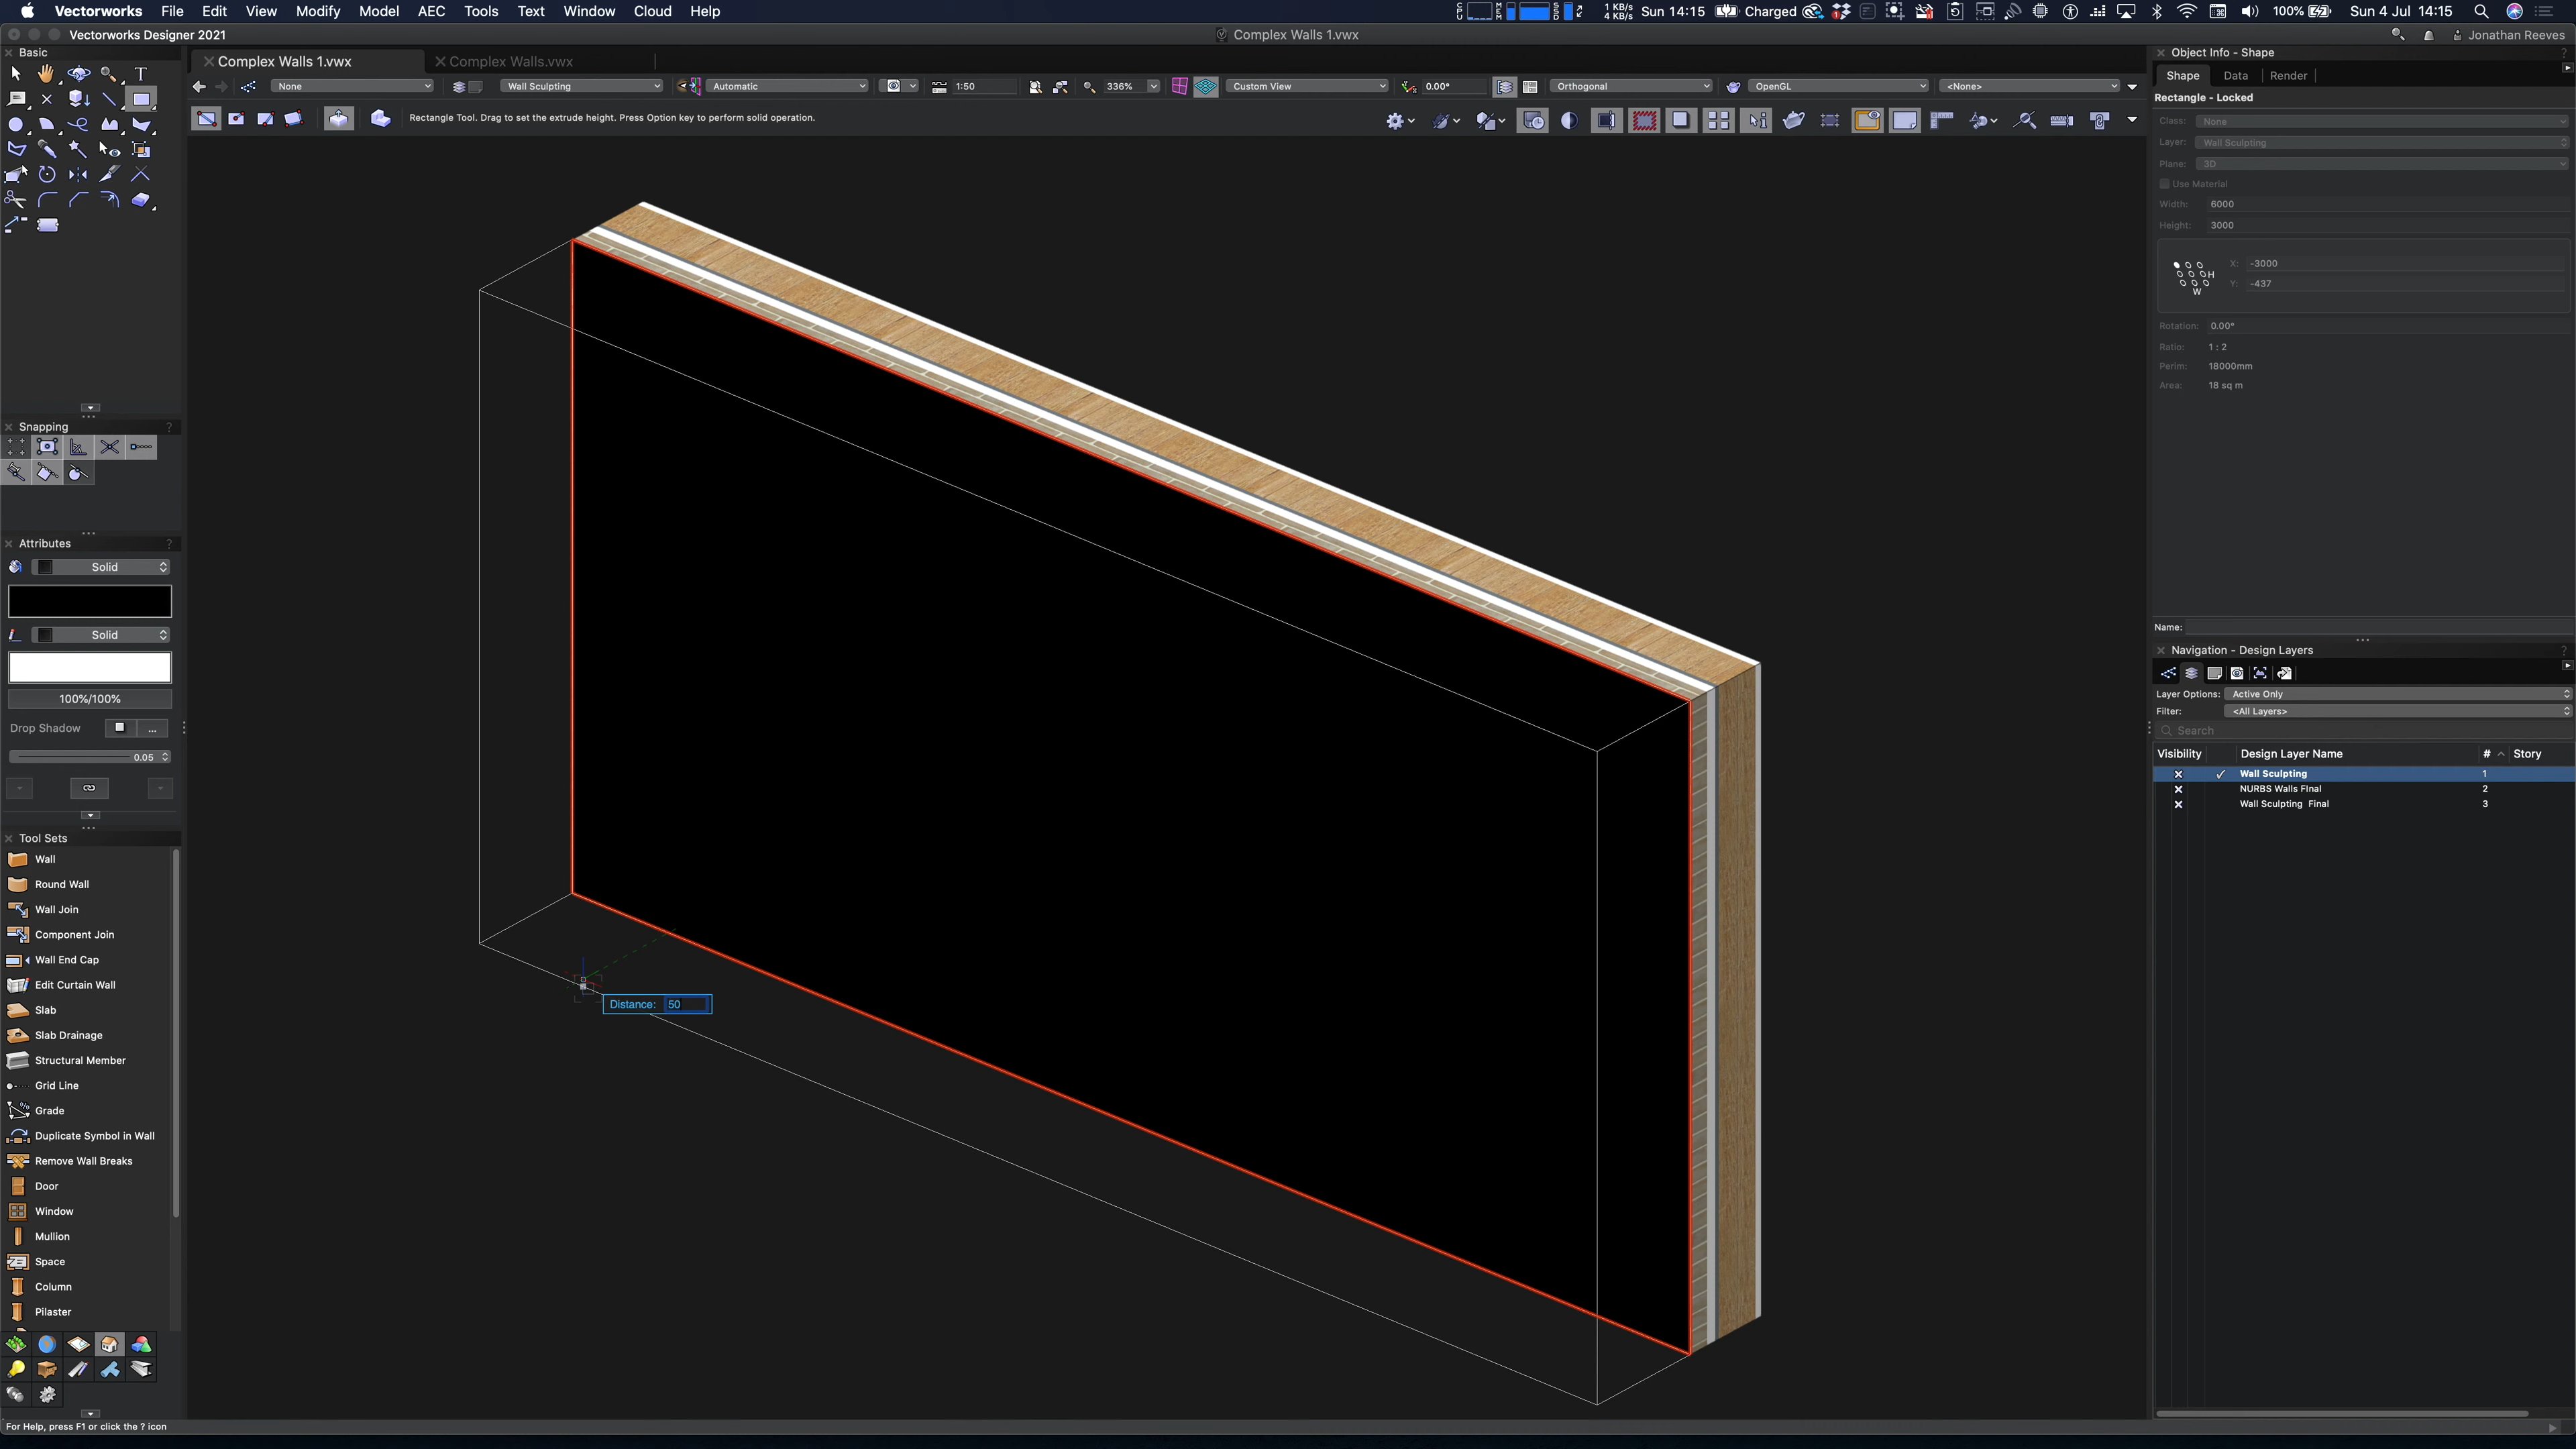 Vectorworks File Edit View Modify Model AEC Tools Text Window Cloud Help
CPU MEM SSD 1 KB/s 4 KB/s Sun 14:15 Charged 100% Sun 4 Jul 14:15
Vectorworks Designer 2021 Complex Walls 1.vwx Jonathan Reeves
Basic
Complex Walls 1.vwx Complex Walls.vwx
None Wall Sculpting Automatic 1:50 336% Custom View 0.00° Orthogonal OpenGL <None>
Rectangle Tool. Drag to set the extrude height. Press Option key to perform solid operation.
Snapping ?
Attributes ?
Solid
Solid
100%/100%
Drop Shadow ...
0.05
Tool Sets
Wall
Round Wall
Wall Join
Component Join
Wall End Cap
Edit Curtain Wall
Slab
Slab Drainage
Structural Member
Grid Line
Grade
Duplicate Symbol in Wall
Remove Wall Breaks
Door
Window
Mullion
Space
Column
Pilaster
For Help, press F1 or click the ? icon
Distance: 50
Object Info - Shape ?
Shape Data Render
Rectangle - Locked
Class: None
Layer: Wall Sculpting
Plane: 3D
Use Material
Width: 6000
Height: 3000
H
W
X: -3000
Y: -437
Rotation: 0.00°
Ratio: 1 : 2
Perim: 18000mm
Area: 18 sq m
Name:
Navigation - Design Layers ?
Layer Options: Active Only
Filter: <All Layers>
Search
Visibility Design Layer Name # Story
Wall Sculpting 1
NURBS Walls FInal 2
Wall Sculpting Final 3